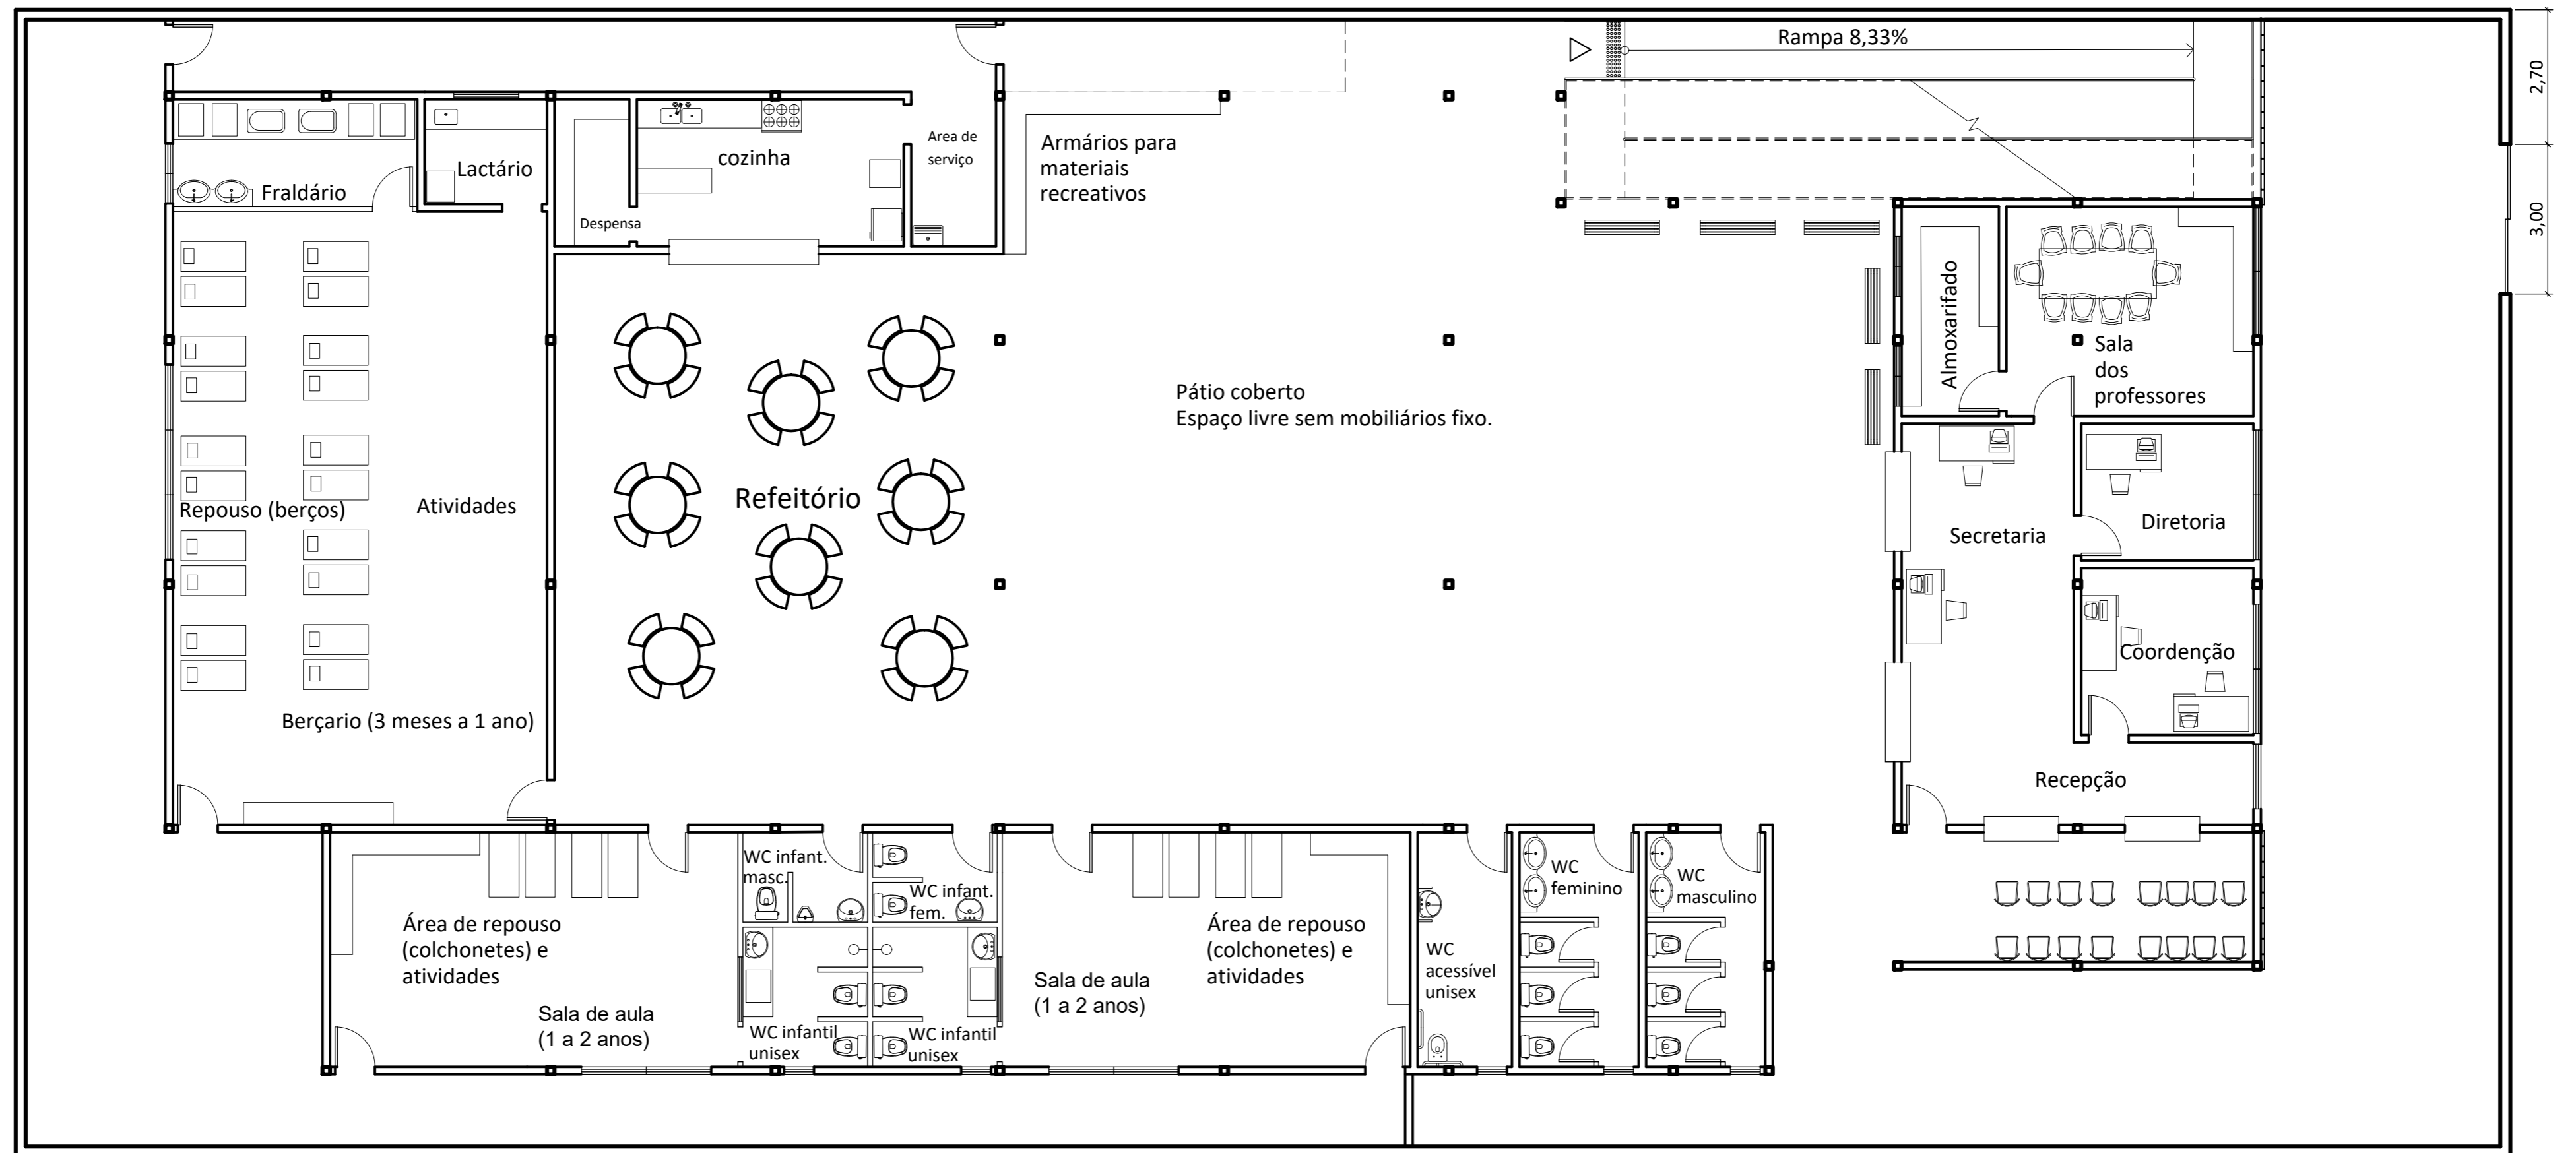 Rampa 8,33%
2,70
3,00
Fraldário
Lactário
cozinha
Despensa
Area de
serviço
Armários para
materiais
recreativos
Almoxarifado
Sala
dos
professores
Pátio coberto
Espaço livre sem mobiliários fixo.
Refeitório
Repouso (berços)
Atividades
Secretaria
Diretoria
Coordenção
Berçario (3 meses a 1 ano)
Recepção
WC infant.
masc.
WC infant.
fem.
WC
feminino
WC
masculino
Área de repouso
(colchonetes) e
atividades
Área de repouso
(colchonetes) e
atividades
WC
acessível
unisex
Sala de aula
(1 a 2 anos)
Sala de aula
(1 a 2 anos)
WC infantil
unisex
WC infantil
unisex